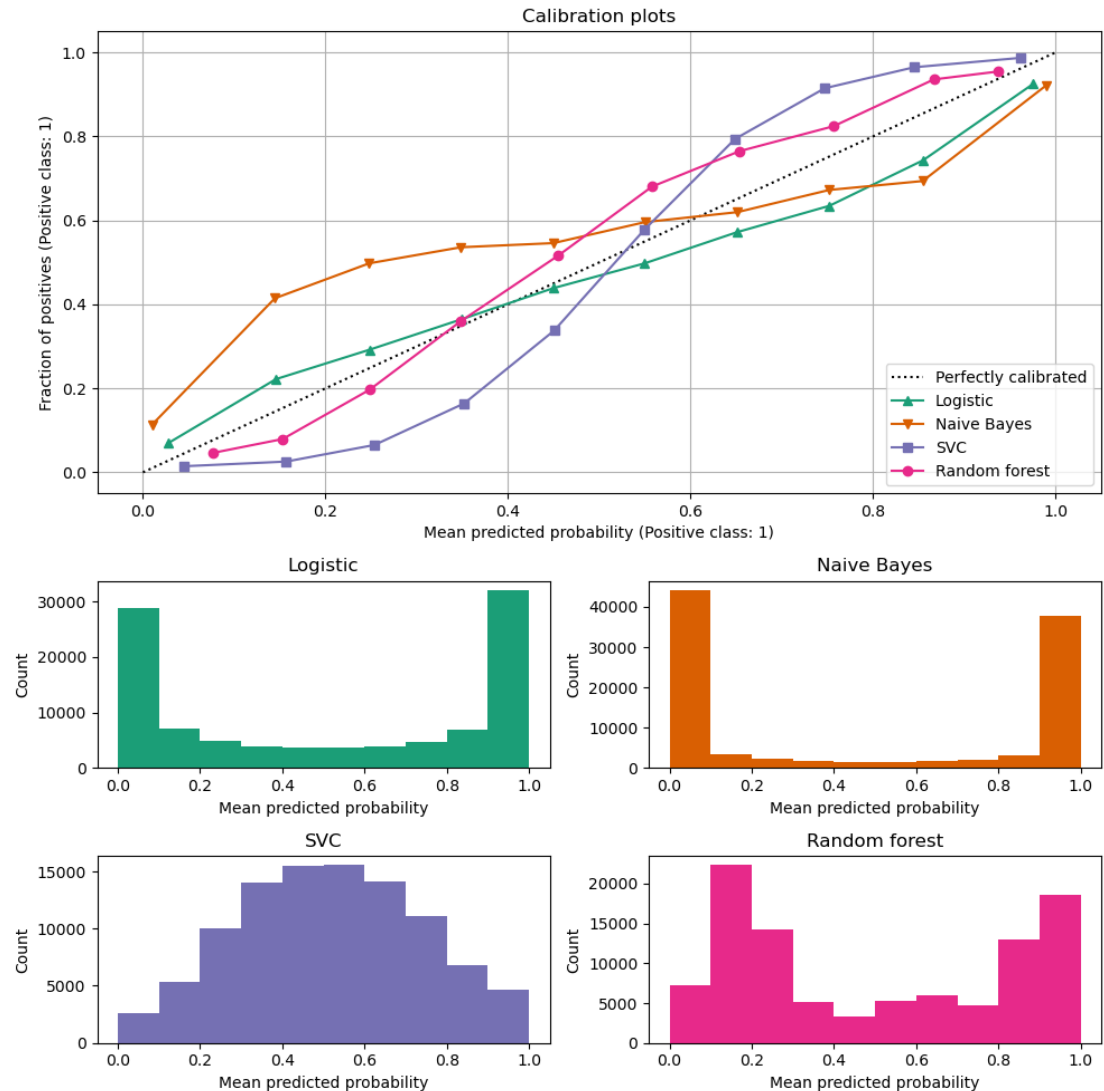 Calibration plots
1.0
0.8
0.6
0.4
0.2
0.0
Fraction of positives (Positive class: 1)
Perfectly calibrated
Logistic
Naive Bayes
SVC
Random forest
0.0 0.2 0.4 0.6 0.8 1.0
Mean predicted probability (Positive class: 1)
Logistic
30000
20000
10000
0
Count
0.0 0.2 0.4 0.6 0.8 1.0
Mean predicted probability
Naive Bayes
40000
30000
20000
10000
0
Count
0.0 0.2 0.4 0.6 0.8 1.0
Mean predicted probability
SVC
15000
10000
5000
0
Count
0.0 0.2 0.4 0.6 0.8 1.0
Mean predicted probability
Random forest
20000
15000
10000
5000
0
Count
0.0 0.2 0.4 0.6 0.8 1.0
Mean predicted probability